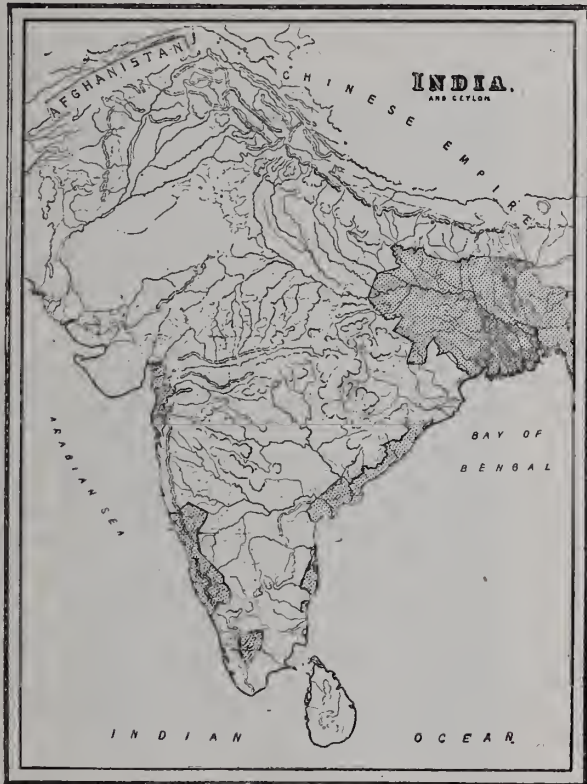 INDIA.
AND CEYLON
AFGHANISTAN
CHINESE EMPIRE
ARABIAN SEA
BAY OF
BENGAL
INDIAN OCEAN